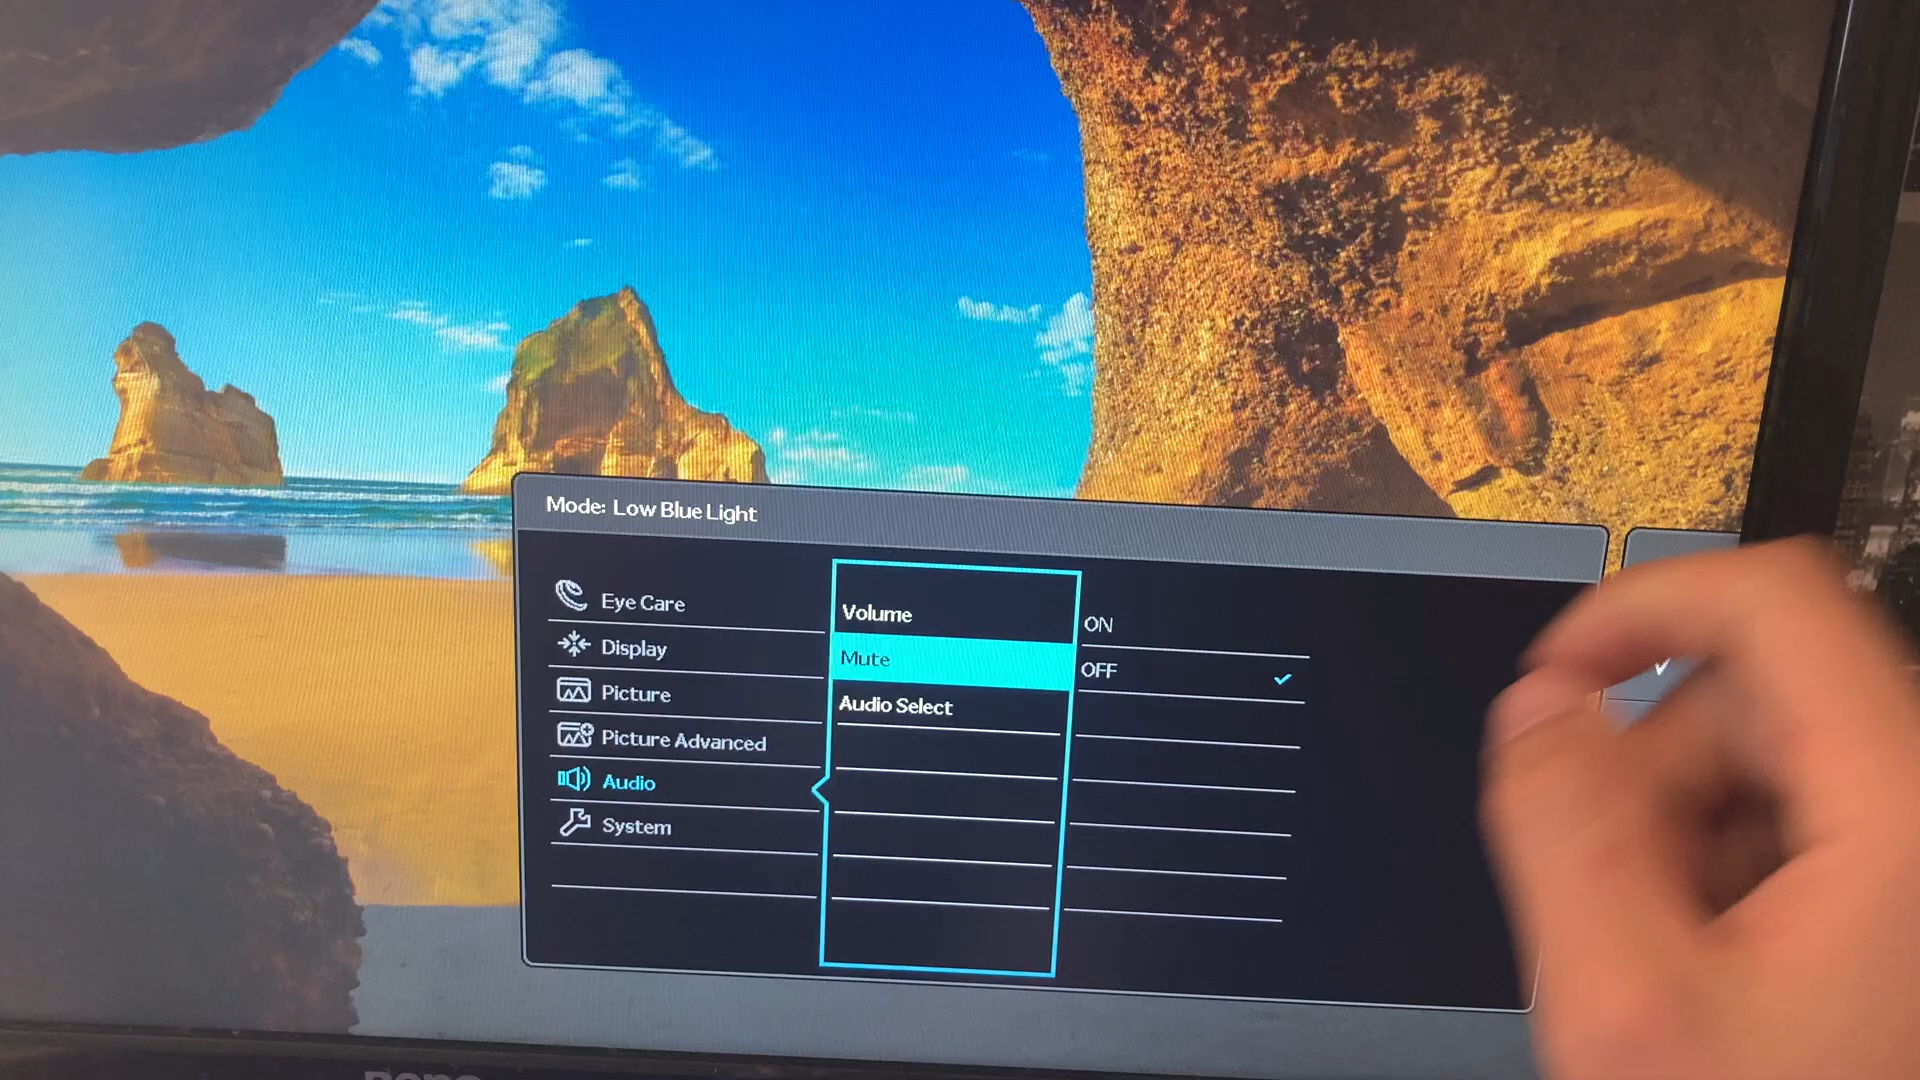 Mode: Low Blue Light
Eye Care
Display
Picture
Picture Advanced
Audio
System
Volume
Mute
Audio Select
ON
OFF